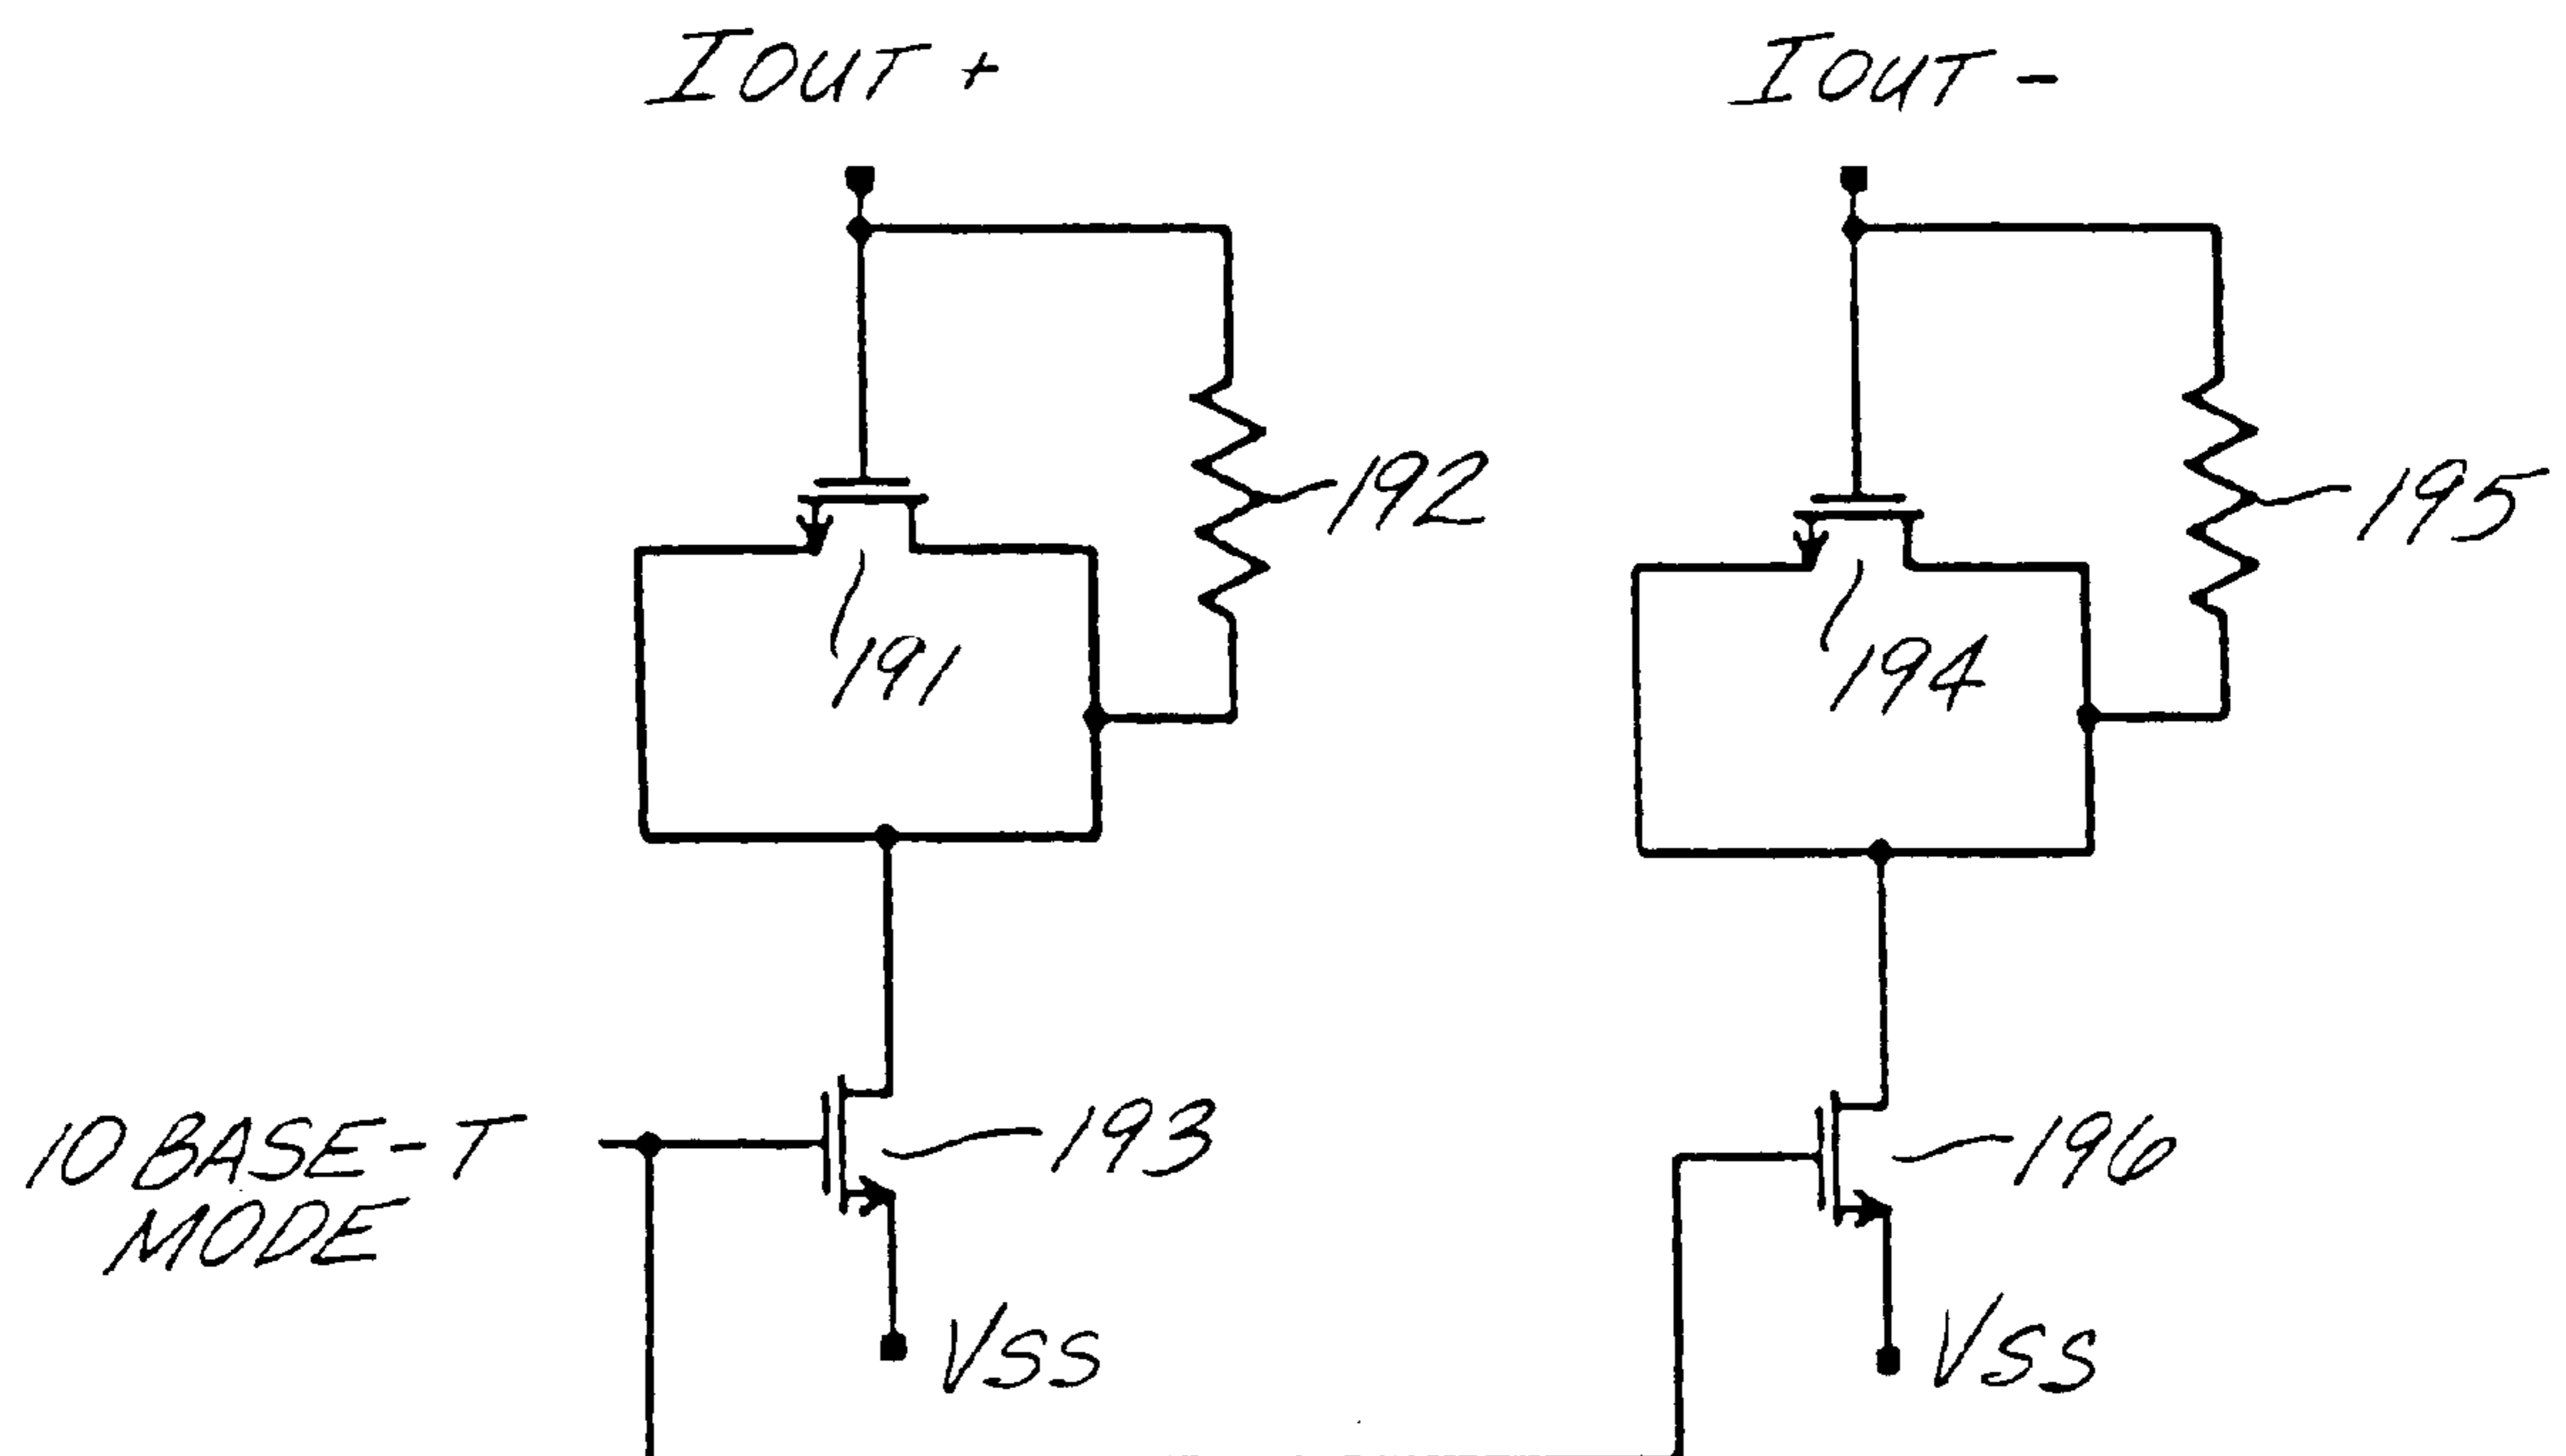 IOUT +
IOUT -
192
195
191
194
10 BASE-T
MODE
193
196
VSS
VSS